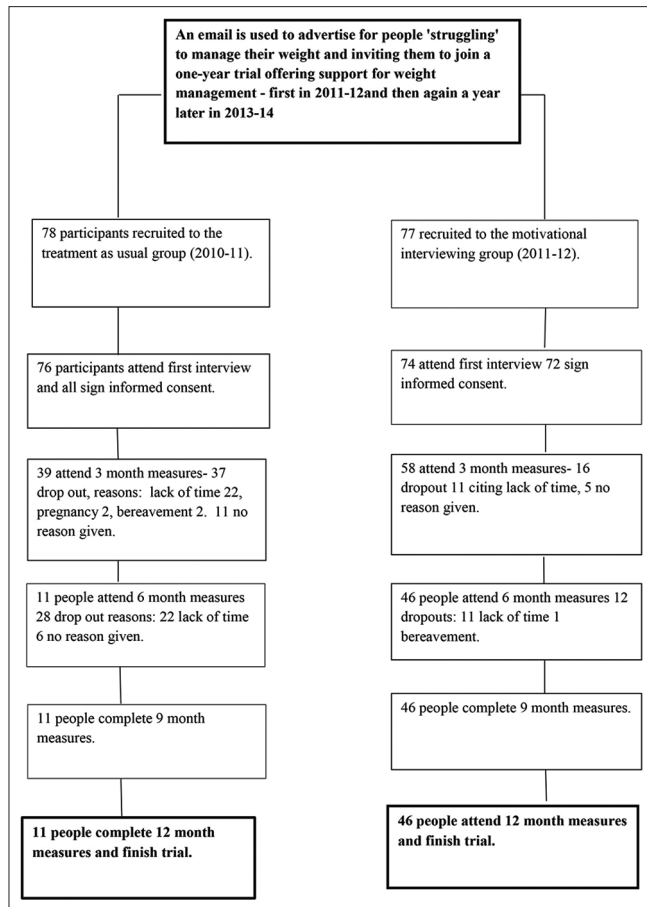 An email is used to advertise for people 'struggling'
to manage their weight and inviting them to join a
one-year trial offering support for weight
management - first in 2011-12and then again a year
later in 2013-14
78 participants recruited to the
treatment as usual group (2010-11).
77 recruited to the motivational
interviewing group (2011-12).
76 participants attend first interview
and all sign informed consent.
74 attend first interview 72 sign
informed consent.
39 attend 3 month measures- 37
drop out, reasons: lack of time 22,
pregnancy 2, bereavement 2. 11 no
reason given.
58 attend 3 month measures- 16
dropout 11 citing lack of time, 5 no
reason given.
11 people attend 6 month measures
28 drop out reasons: 22 lack of time
6 no reason given.
46 people attend 6 month measures 12
dropouts: 11 lack of time 1
bereavement.
11 people complete 9 month
measures.
46 people complete 9 month measures.
11 people complete 12 month
measures and finish trial.
46 people attend 12 month measures
and finish trial.